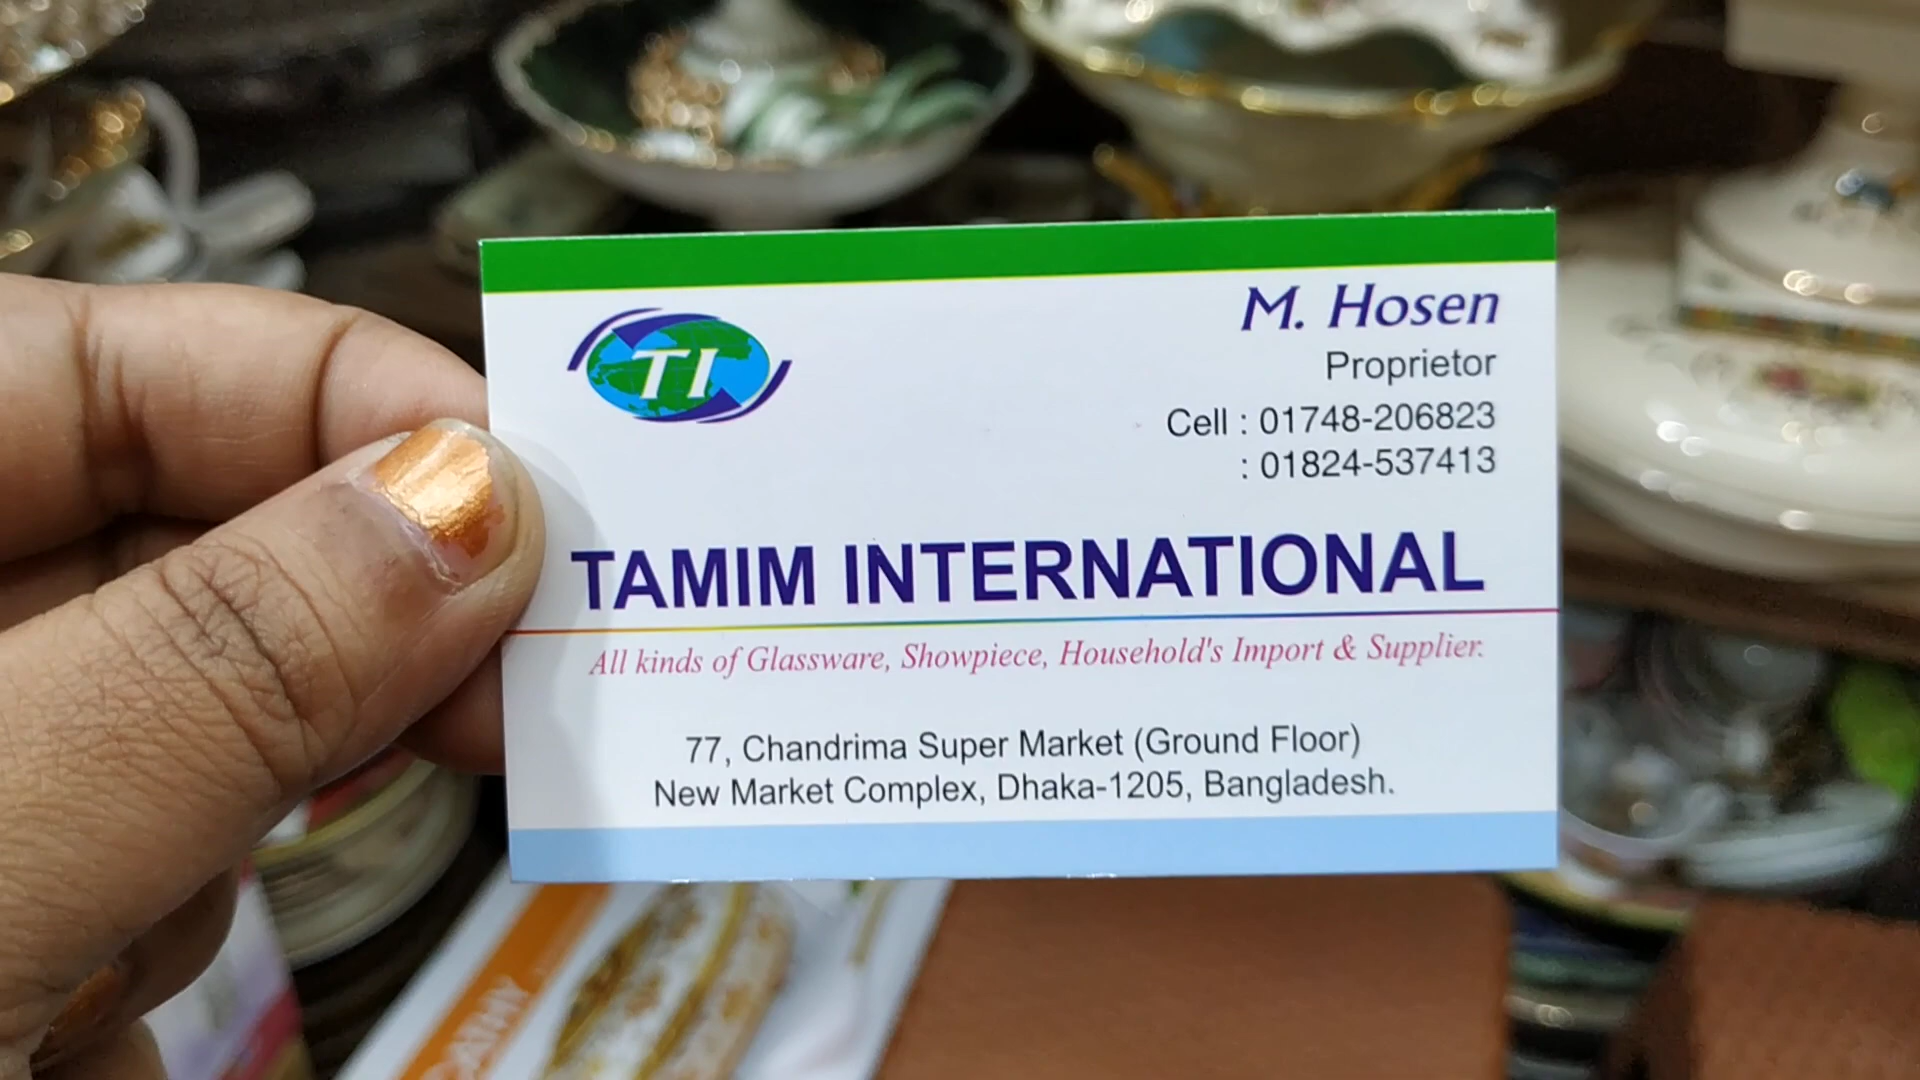 TI
M. Hosen
Proprietor
Cell : 01748-206823
: 01824-537413
TAMIM INTERNATIONAL
All kinds of Glassware, Showpiece, Household's Import & Supplier.
77, Chandrima Super Market (Ground Floor)
New Market Complex, Dhaka-1205, Bangladesh.